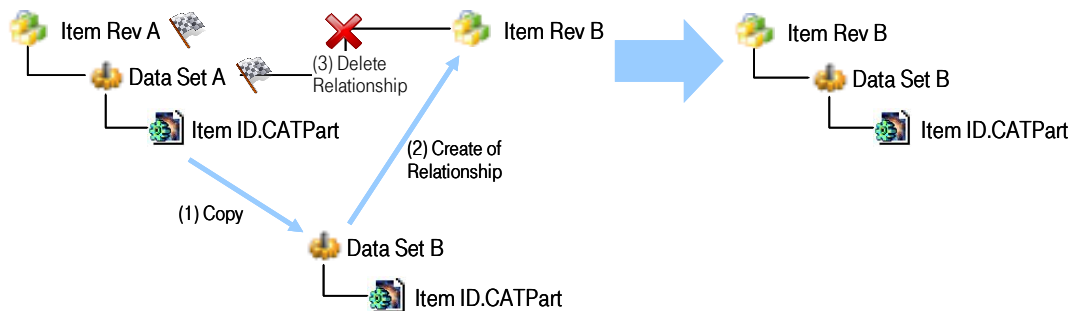 Item Rev A
Data Set A
Item ID.CATPart
(3) Delete
Relationship
Item Rev B
(1) Copy
(2) Create of
Relationship
Data Set B
Item ID.CATPart
Item Rev B
Data Set B
Item ID.CATPart